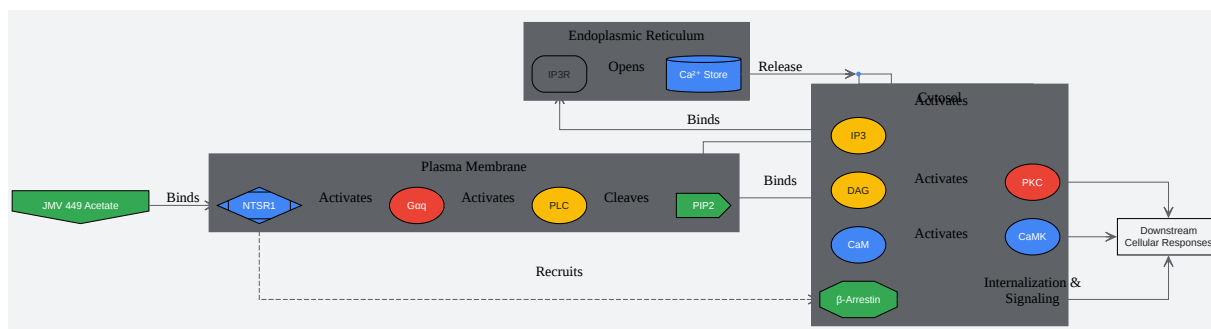 Endoplasmic Reticulum
IP3R
Opens
Ca²⁺ Store
Release
Cytosol
Activates
Binds
IP3
Plasma Membrane
JMV 449 Acetate
Binds
NTSR1
Activates
Gαq
Activates
PLC
Cleaves
PIP2
Binds
DAG
Activates
PKC
CaM
Activates
CaMK
Downstream
Cellular Responses
Recruits
β-Arrestin
Internalization &
Signaling